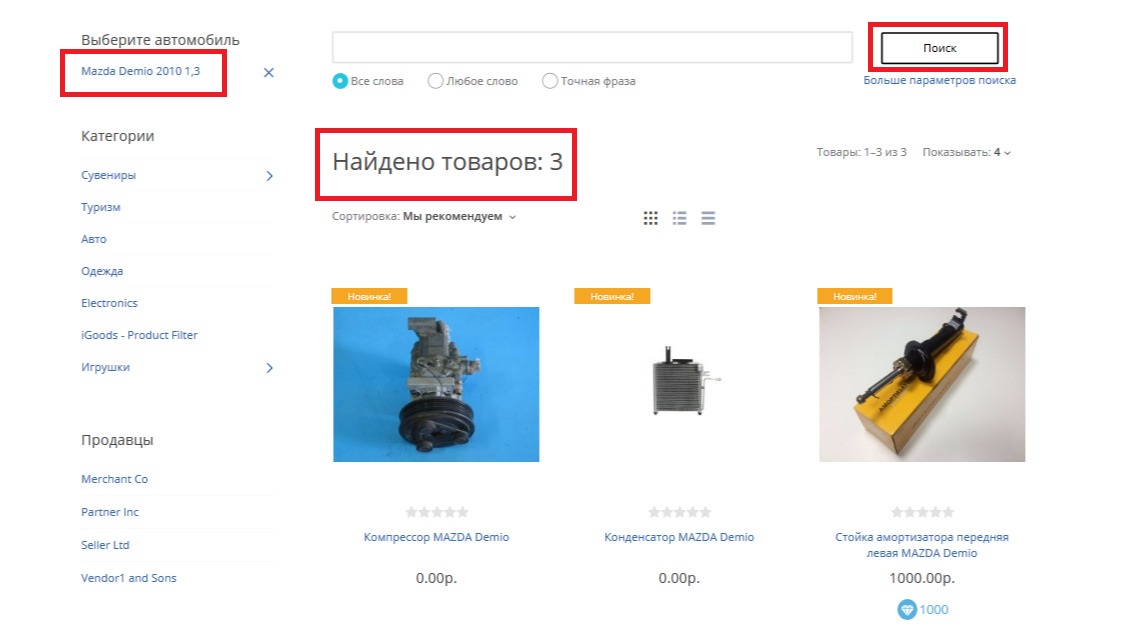 Выберите автомобиль
Mazda Demio 2010 1,3
Категории
Сувениры
Туризм
Авто
Одежда
Electronics
iGoods - Product Filter
Игрушки
Продавцы
Merchant Co
Partner Inc
Seller Ltd
Vendor1 and Sons
Поиск
Все слова
Любое слово
Точная фраза
Больше параметров поиска
Найдено товаров: 3
Товары: 1–3 из 3
Показывать: 4
Сортировка: Мы рекомендуем
Новинка!
Компрессор MAZDA Demio
0.00р.
Новинка!
Конденсатор MAZDA Demio
0.00р.
Новинка!
Стойка амортизатора передняя
левая MAZDA Demio
1000.00р.
1000